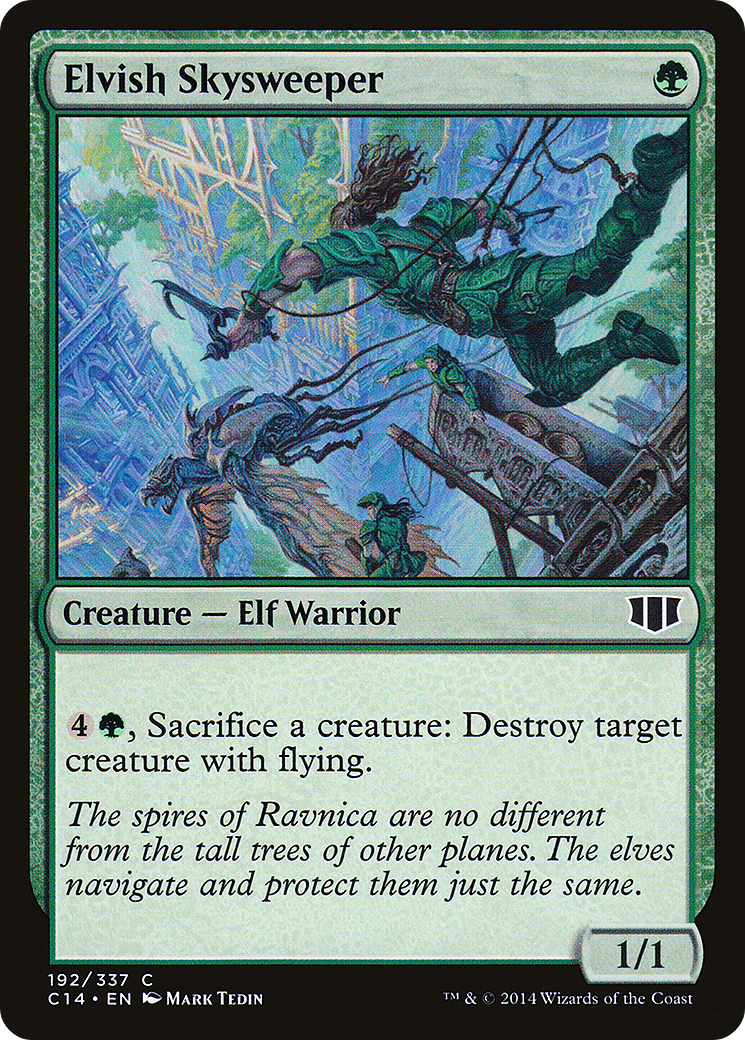 Elvish Skysweeper
Creature — Elf Warrior
4, Sacrifice a creature: Destroy target
creature with flying.
The spires of Ravnica are no different
from the tall trees of other planes. The elves
navigate and protect them just the same.
1/1
192/337 C
C14 • EN Mark Tedin
™ & © 2014 Wizards of the Coast